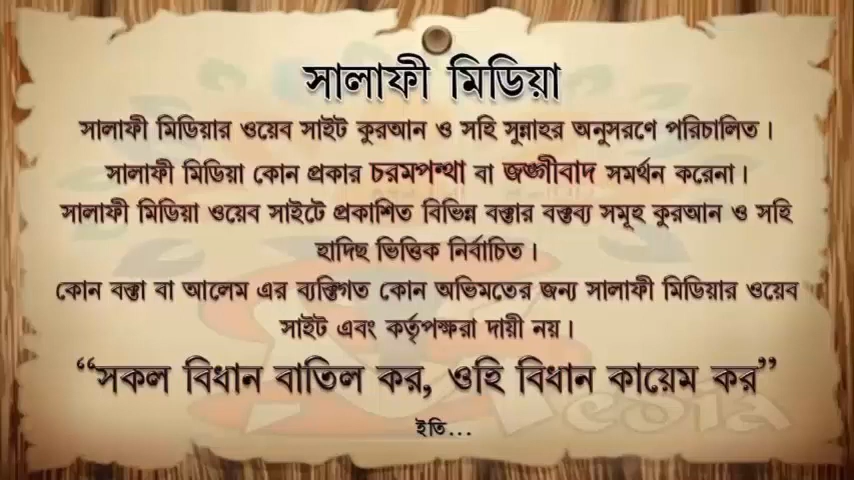 সালাফী মিডিয়া
সালাফী মিডিয়ার ওয়েব সাইট কুরআন ও সহি সুন্নাহর অনুসরণে পরিচালিত।
সালাফী মিডিয়া কোন প্রকার চরমপন্থা বা জঙ্গীবাদ সমর্থন করেনা।
সালাফী মিডিয়া ওয়েব সাইটে প্রকাশিত বিভিন্ন বক্তার বক্তব্য সমূহ কুরআন ও সহি
হাদিছ ভিত্তিক নির্বাচিত।
কোন বক্তা বা আলেম এর ব্যক্তিগত কোন অভিমতের জন্য সালাফী মিডিয়ার ওয়েব
সাইট এবং কর্তৃপক্ষরা দায়ী নয়।
“সকল বিধান বাতিল কর, ওহি বিধান কায়েম কর”
ইতি...